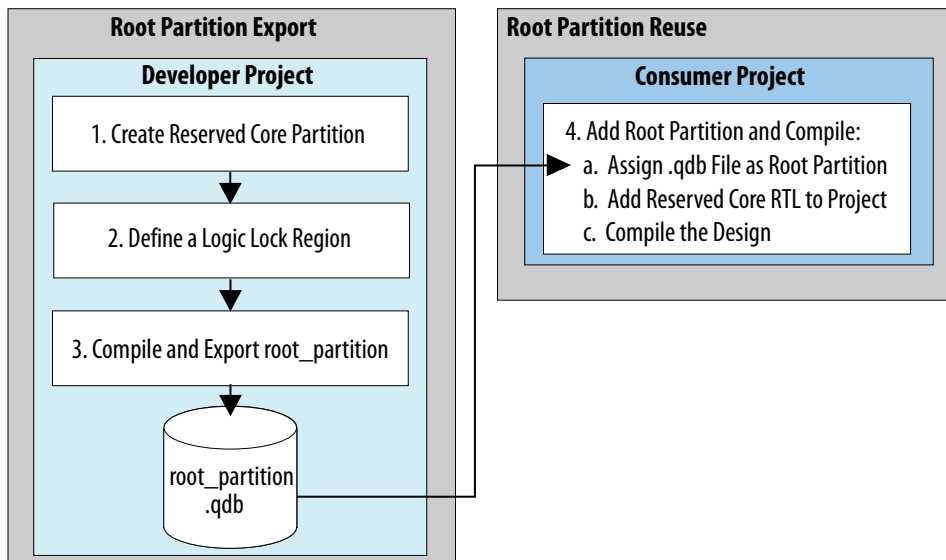 Root Partition Export
Developer Project
1. Create Reserved Core Partition
2. Define a Logic Lock Region
3. Compile and Export root_partition
root_partition
.qdb
Root Partition Reuse
Consumer Project
4. Add Root Partition and Compile:
a. Assign .qdb File as Root Partition
b. Add Reserved Core RTL to Project
c. Compile the Design